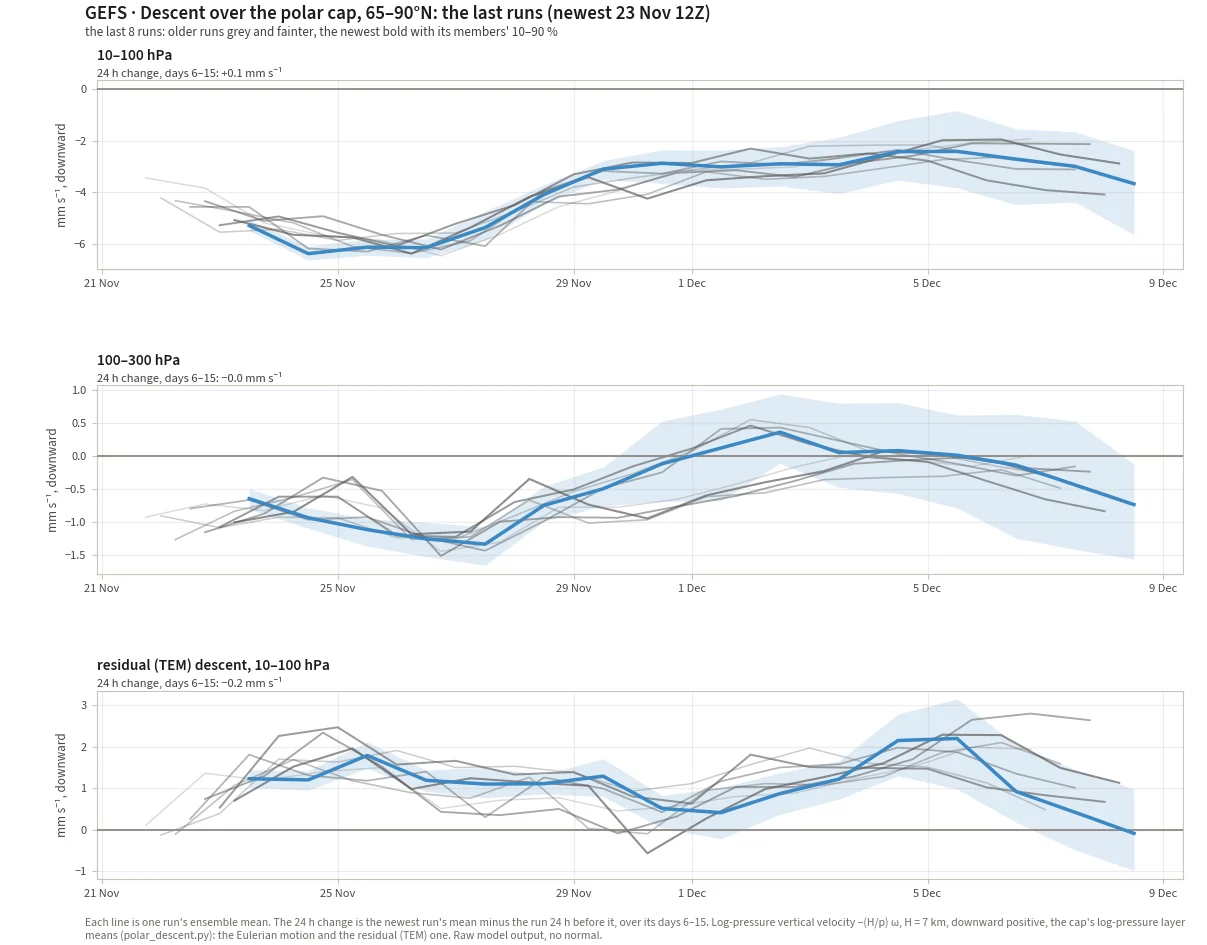 GEFS · Descent over the polar cap, 65–90°N: the last runs (newest 23 Nov 12Z)
the last 8 runs: older runs grey and fainter, the newest bold with its members' 10–90 %
10–100 hPa
24 h change, days 6–15: +0.1 mm s⁻¹
mm s⁻¹, downward
0
−2
−4
−6
21 Nov
25 Nov
29 Nov
1 Dec
5 Dec
9 Dec
100–300 hPa
24 h change, days 6–15: −0.0 mm s⁻¹
mm s⁻¹, downward
1.0
0.5
0.0
−0.5
−1.0
−1.5
21 Nov
25 Nov
29 Nov
1 Dec
5 Dec
9 Dec
residual (TEM) descent, 10–100 hPa
24 h change, days 6–15: −0.2 mm s⁻¹
mm s⁻¹, downward
3
2
1
0
−1
21 Nov
25 Nov
29 Nov
1 Dec
5 Dec
9 Dec
Each line is one run's ensemble mean. The 24 h change is the newest run's mean minus the run 24 h before it, over its days 6–15. Log-pressure vertical velocity −(H/p) ω, H = 7 km, downward positive, the cap's log-pressure layer
means (polar_descent.py): the Eulerian motion and the residual (TEM) one. Raw model output, no normal.